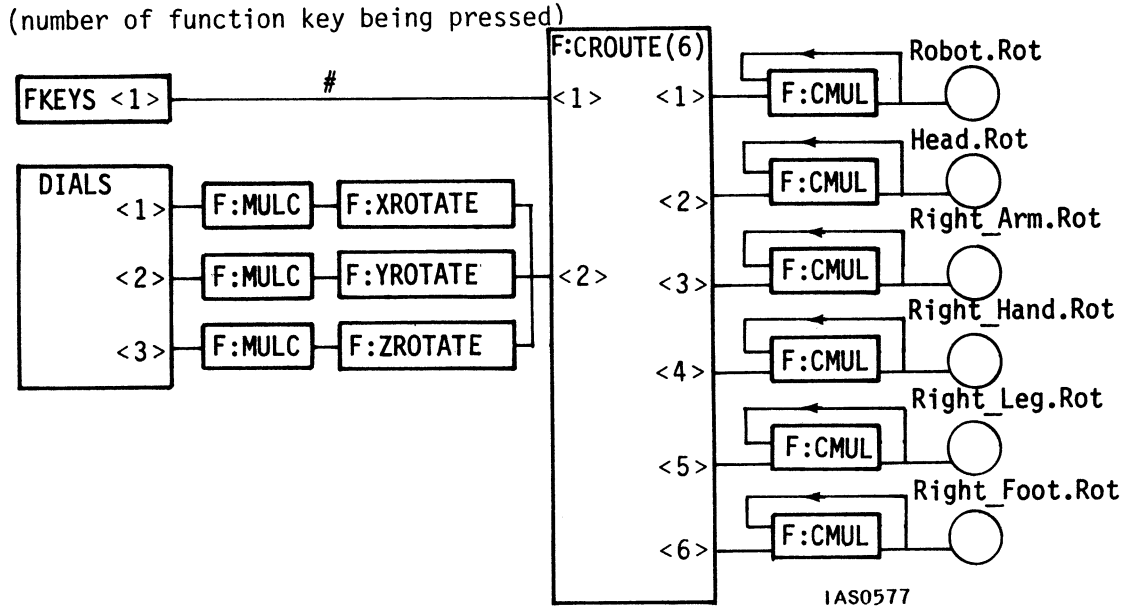 (number of function key being pressed)
F:CROUTE(6)
FKEYS <1>
#
<1>
<1>
F:CMUL
Robot.Rot
DIALS
<1>
F:MULC
F:XROTATE
<2>
F:CMUL
Head.Rot
<2>
F:MULC
F:YROTATE
<2>
<3>
F:CMUL
Right_Arm.Rot
<3>
F:MULC
F:ZROTATE
<4>
F:CMUL
Right_Hand.Rot
<5>
F:CMUL
Right_Leg.Rot
<6>
F:CMUL
Right_Foot.Rot
IAS0577